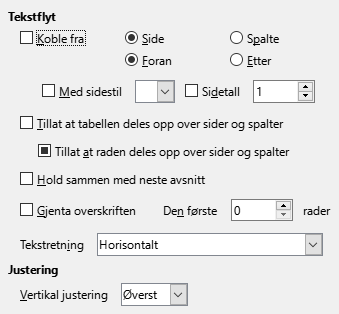 Tekstflyt
Koble fra Side Spalte
Foran Etter
Med sidestil Sidetall 1
Tillat at tabellen deles opp over sider og spalter
Tillat at raden deles opp over sider og spalter
Hold sammen med neste avsnitt
Gjenta overskriften Den første 0 rader
Tekstretning Horisontalt
Justering
Vertikal justering Øverst